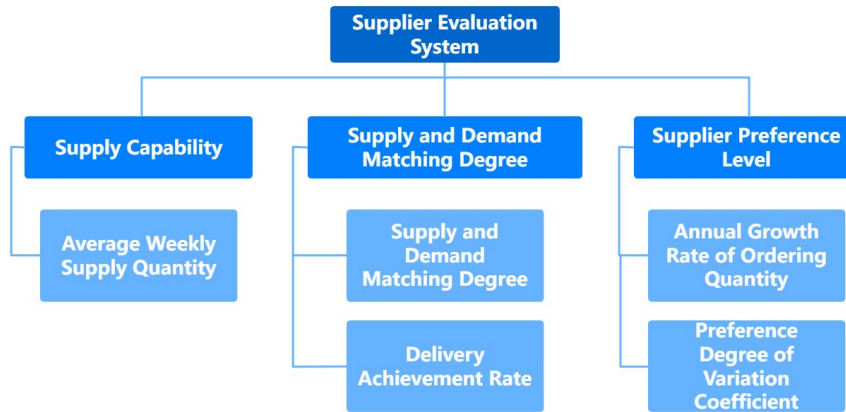 Supplier Evaluation
System
Supply Capability
Supply and Demand
Matching Degree
Supplier Preference
Level
Average Weekly
Supply Quantity
Supply and
Demand
Matching Degree
Annual Growth
Rate of Ordering
Quantity
Delivery
Achievement Rate
Preference
Degree of
Variation
Coefficient